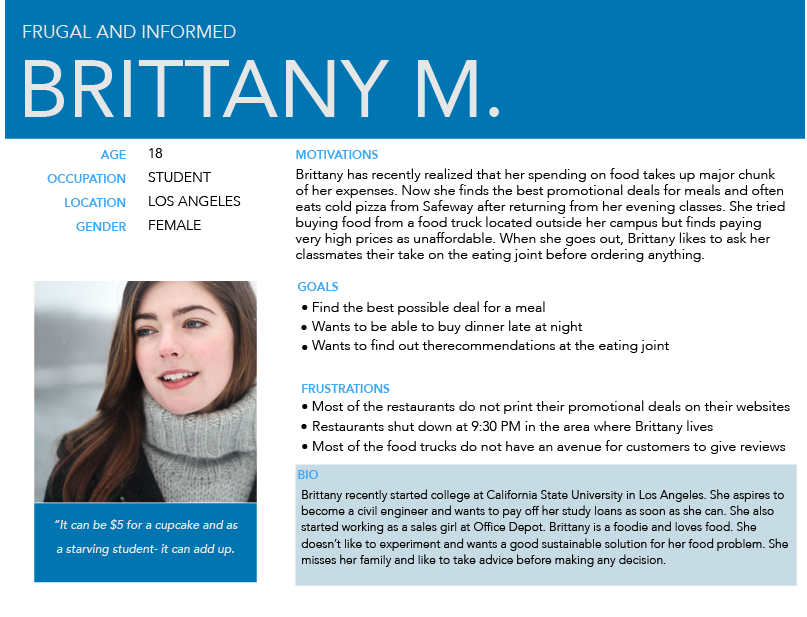 FRUGAL AND INFORMED
BRITTANY M.
AGE 18
OCCUPATION STUDENT
LOCATION LOS ANGELES
GENDER FEMALE
MOTIVATIONS
Brittany has recently realized that her spending on food takes up major chunk
of her expenses. Now she finds the best promotional deals for meals and often
eats cold pizza from Safeway after returning from her evening classes. She tried
buying food from a food truck located outside her campus but finds paying
very high prices as unaffordable. When she goes out, Brittany likes to ask her
classmates their take on the eating joint before ordering anything.
GOALS
• Find the best possible deal for a meal
• Wants to be able to buy dinner late at night
• Wants to find out therecommendations at the eating joint
FRUSTRATIONS
• Most of the restaurants do not print their promotional deals on their websites
• Restaurants shut down at 9:30 PM in the area where Brittany lives
• Most of the food trucks do not have an avenue for customers to give reviews
BIO
Brittany recently started college at California State University in Los Angeles. She aspires to
become a civil engineer and wants to pay off her study loans as soon as she can. She also
started working as a sales girl at Office Depot. Brittany is a foodie and loves food. She
doesn't like to experiment and wants a good sustainable solution for her food problem. She
misses her family and like to take advice before making any decision.
"It can be $5 for a cupcake and as
a starving student- it can add up.